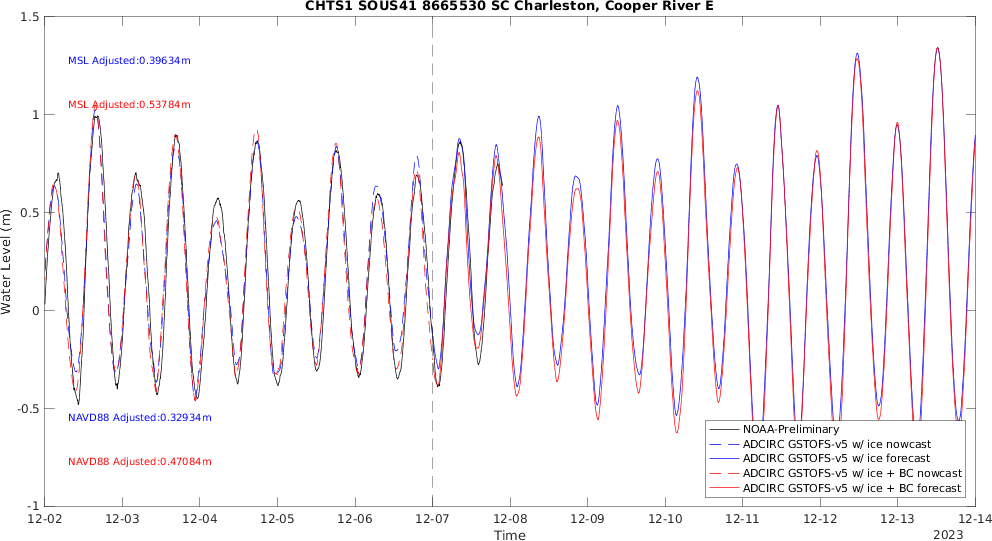 CHTS1 SOUS41 8665530 SC Charleston, Cooper River E
1.5
1
0.5
0
-0.5
-1
Water Level (m)
MSL Adjusted:0.39634m
MSL Adjusted:0.53784m
NAVD88 Adjusted:0.32934m
NAVD88 Adjusted:0.47084m
NOAA-Preliminary
ADCIRC GSTOFS-v5 w/ ice nowcast
ADCIRC GSTOFS-v5 w/ ice forecast
ADCIRC GSTOFS-v5 w/ ice + BC nowcast
ADCIRC GSTOFS-v5 w/ ice + BC forecast
12-02 12-03 12-04 12-05 12-06 12-07 12-08 12-09 12-10 12-11 12-12 12-13 12-14
Time
2023